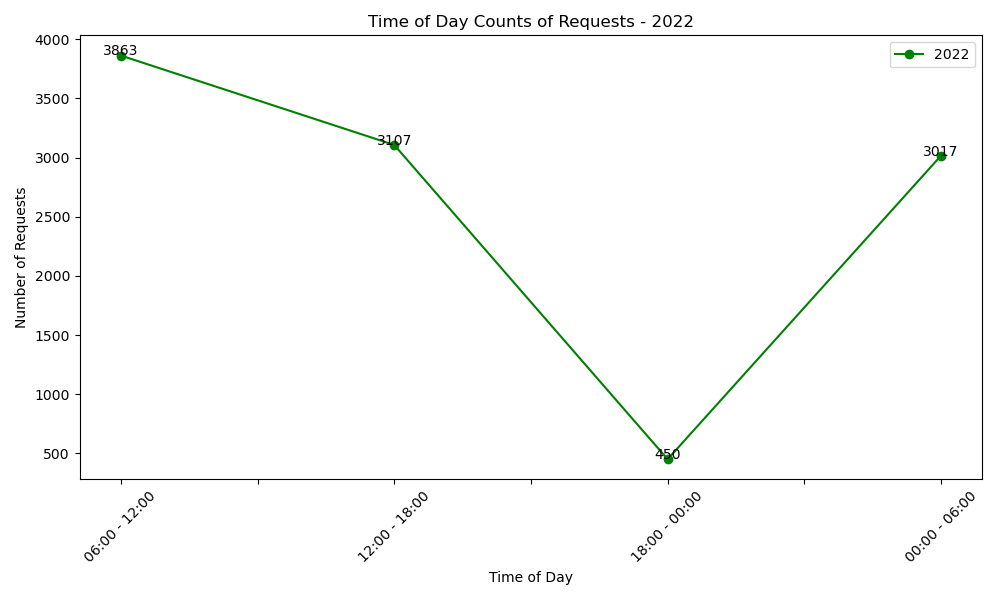 Time of Day Counts of Requests - 2022
2022
Number of Requests
4000
3500
3000
2500
2000
1500
1000
500
3863
3107
450
3017
06:00 - 12:00
12:00 - 18:00
18:00 - 00:00
00:00 - 06:00
Time of Day